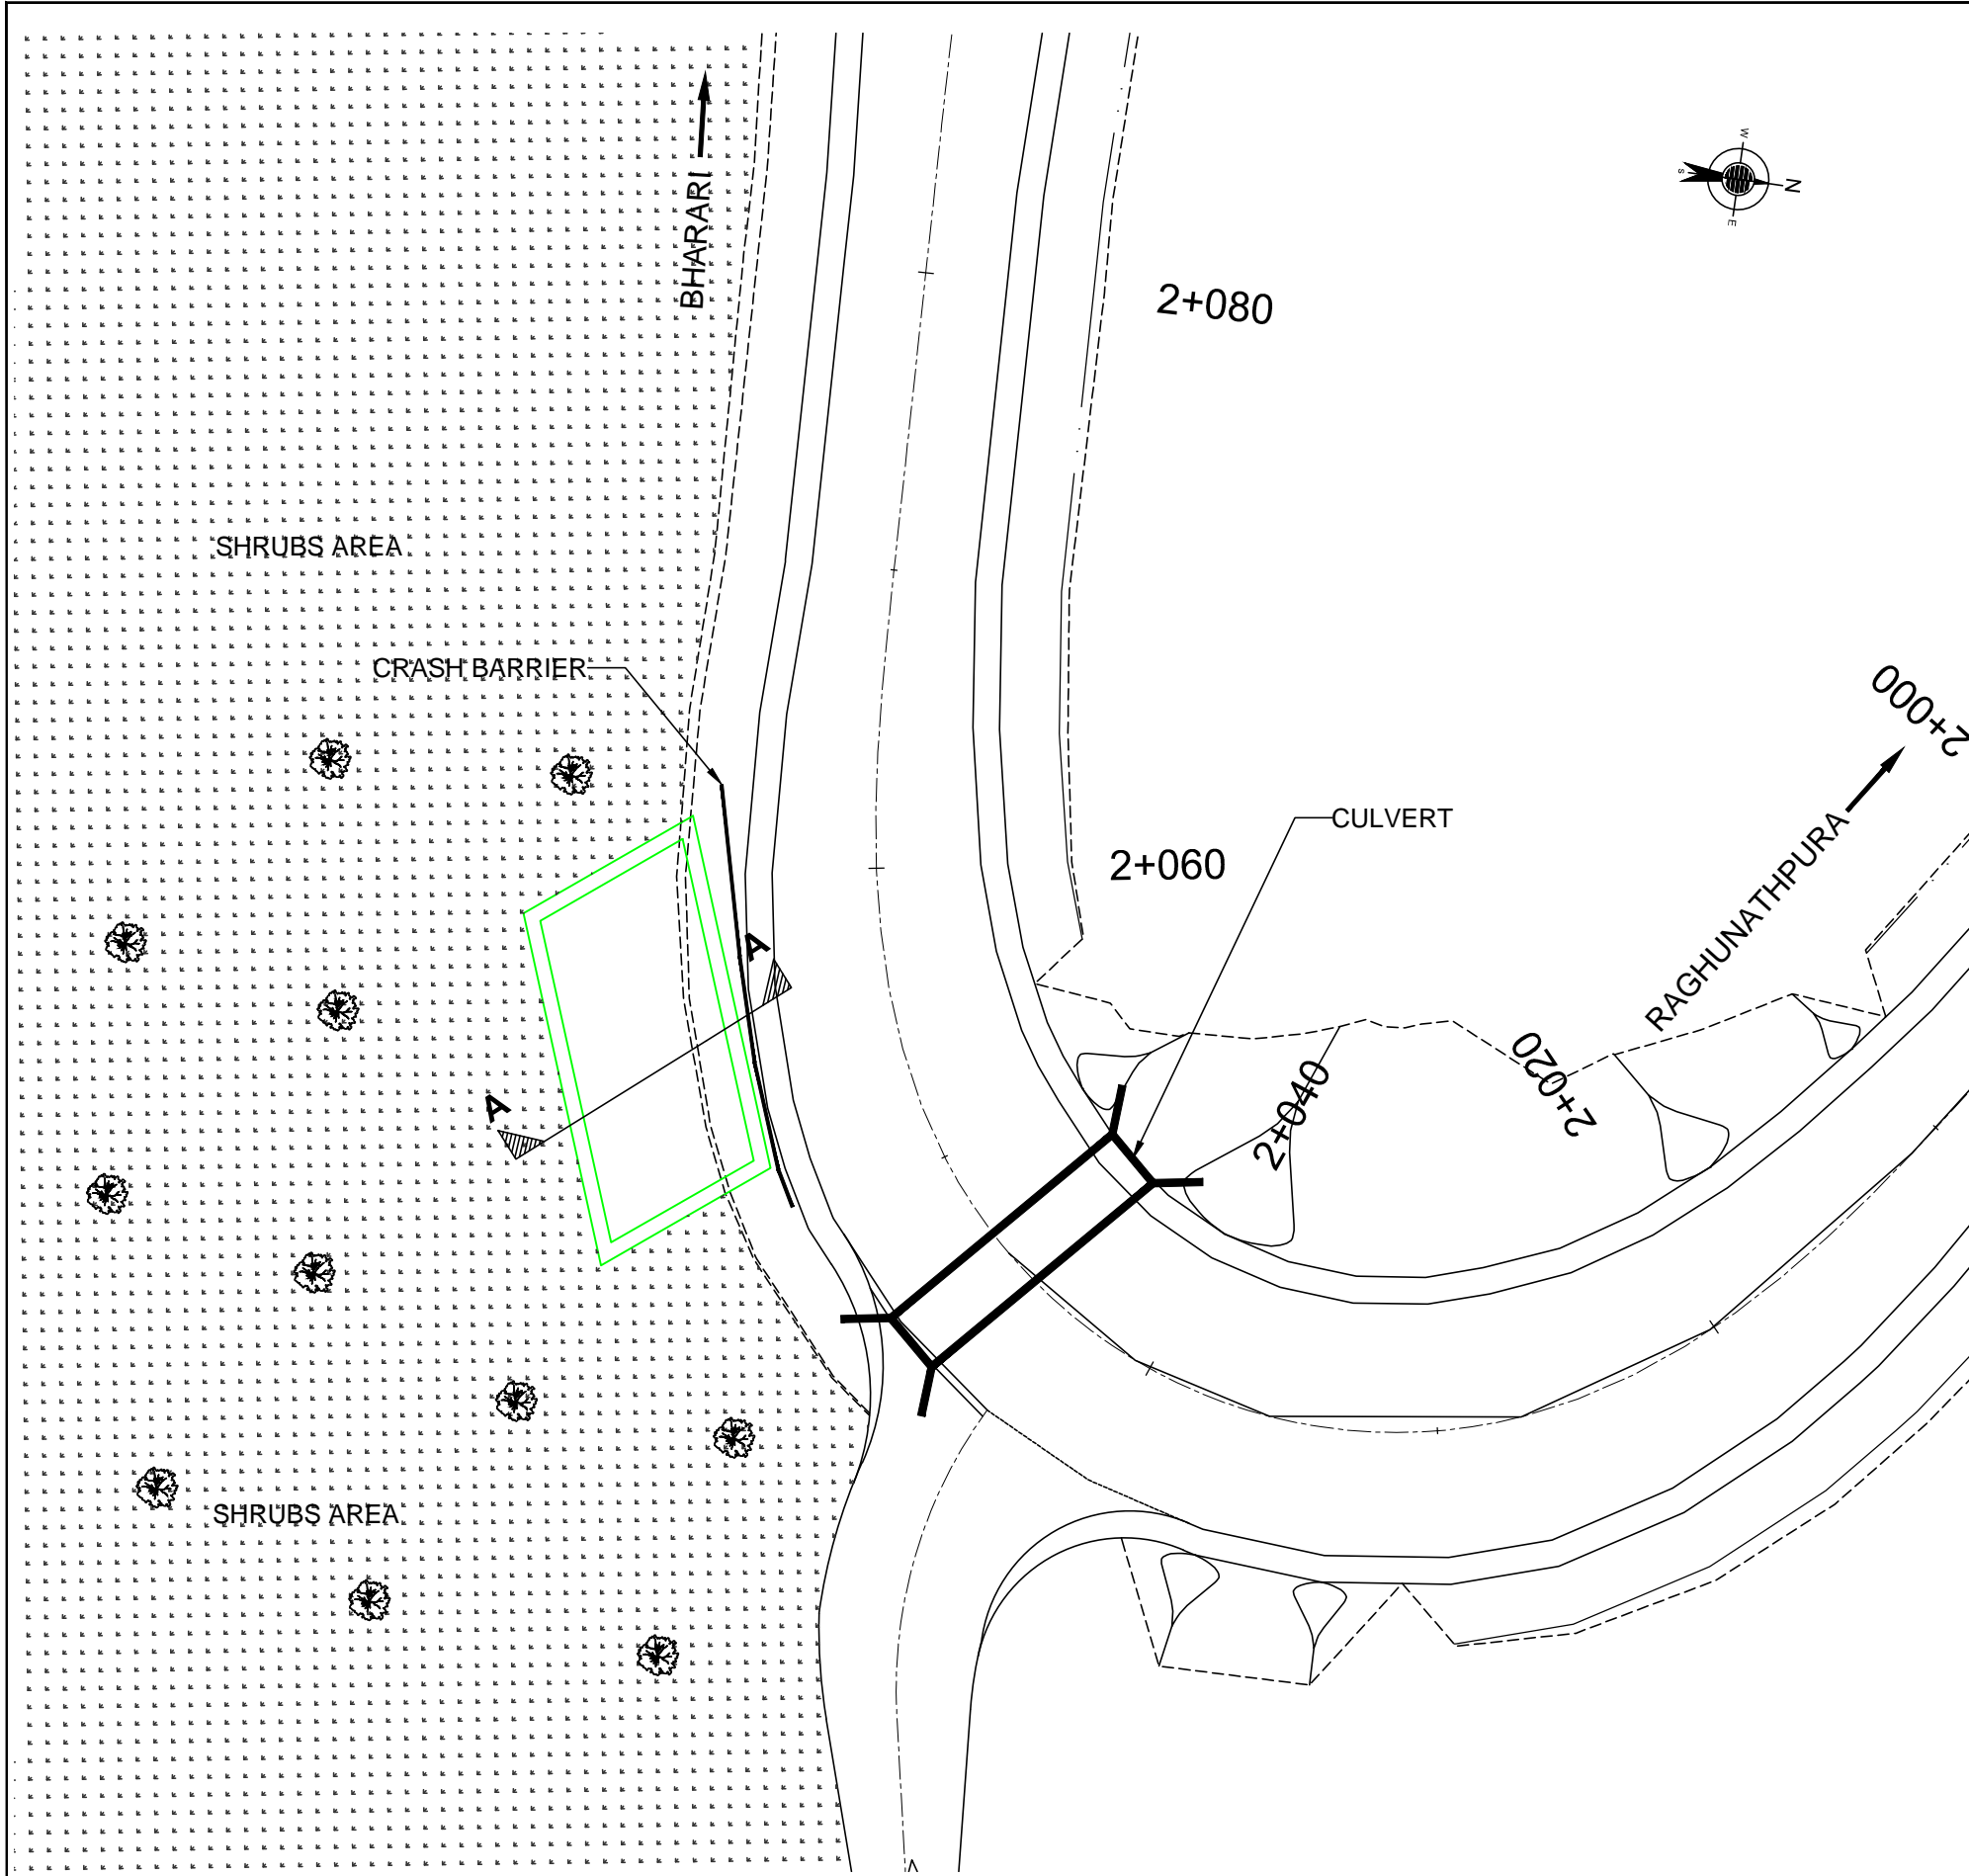 W
S
N
E
BHARARI
2+080
SHRUBS AREA
CRASH BARRIER
2+000
CULVERT
2+060
RAGHUNATHPURA
A
2+020
2+040
A
SHRUBS AREA